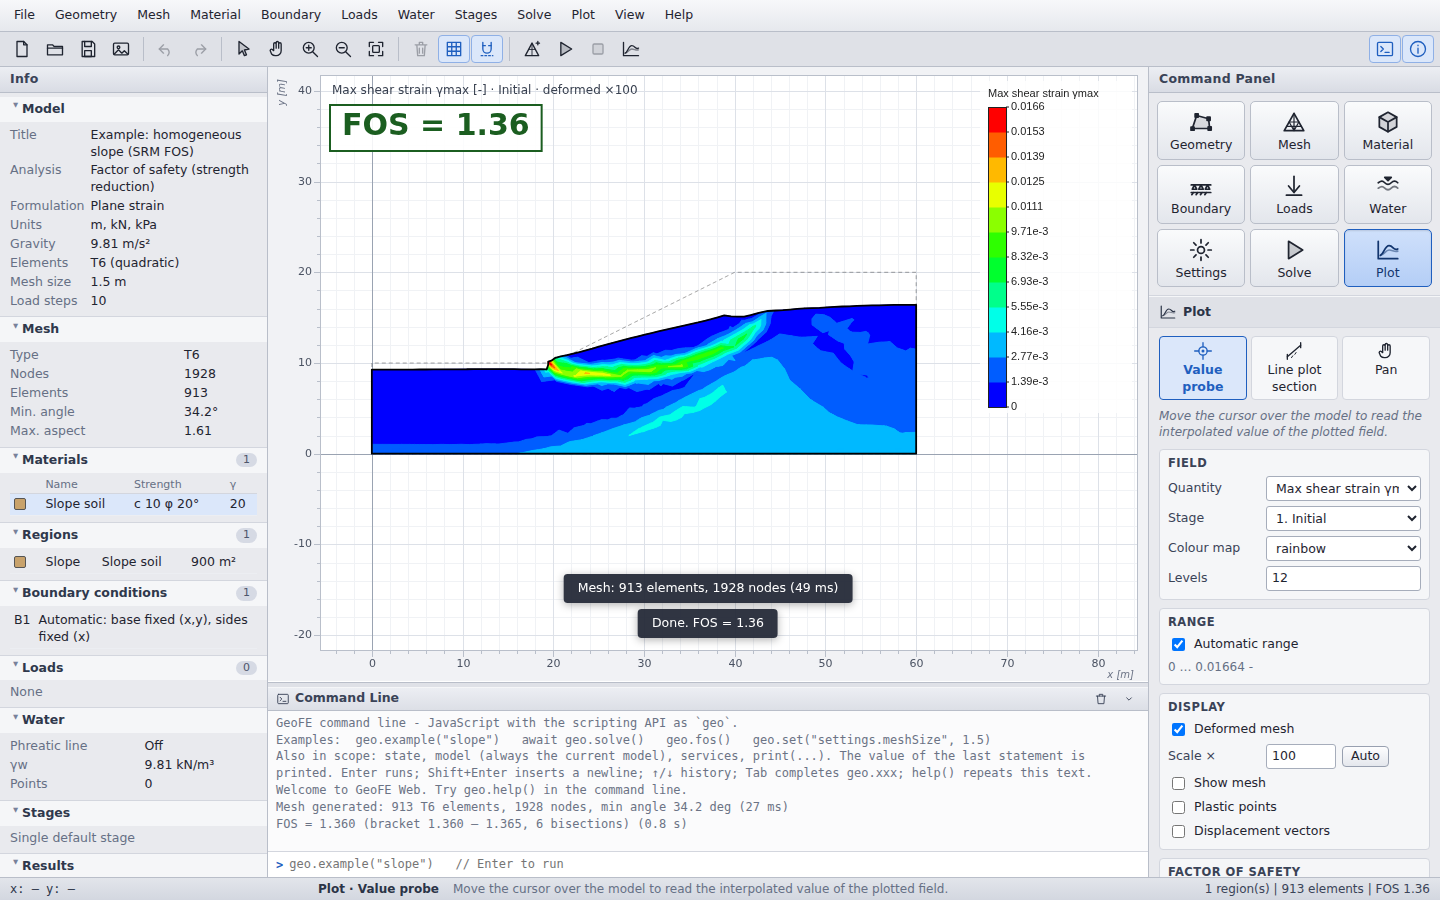 File Geometry Mesh Material Boundary Loads Water Stages Solve Plot View Help
Info
Model
Title Example: homogeneous slope (SRM FOS)
Analysis Factor of safety (strength reduction)
Formulation Plane strain
Units m, kN, kPa
Gravity 9.81 m/s²
Elements T6 (quadratic)
Mesh size 1.5 m
Load steps 10
Mesh
Type T6
Nodes 1928
Elements 913
Min. angle 34.2°
Max. aspect 1.61
Materials 1
Name Strength γ
Slope soil c 10 φ 20° 20
Regions 1
Slope Slope soil 900 m²
Boundary conditions 1
B1 Automatic: base fixed (x,y), sides fixed (x)
Loads 0
None
Water
Phreatic line Off
γw 9.81 kN/m³
Points 0
Stages
Single default stage
Results
y [m]
40
30
20
10
0
-10
-20
0 10 20 30 40 50 60 70 80
x [m]
Max shear strain γmax [-] · Initial · deformed ×100
FOS = 1.36
Max shear strain γmax
0.0166
0.0153
0.0139
0.0125
0.0111
9.71e-3
8.32e-3
6.93e-3
5.55e-3
4.16e-3
2.77e-3
1.39e-3
0
Mesh: 913 elements, 1928 nodes (49 ms)
Done. FOS = 1.36
Command Line
GeoFE command line - JavaScript with the scripting API as `geo`.
Examples: geo.example("slope") await geo.solve() geo.fos() geo.set("settings.meshSize", 1.5)
Also in scope: state, model (always the current model), services, print(...). The value of the last statement is
printed. Enter runs; Shift+Enter inserts a newline; ↑/↓ history; Tab completes geo.xxx; help() repeats this text.
Welcome to GeoFE Web. Try geo.help() in the command line.
Mesh generated: 913 T6 elements, 1928 nodes, min angle 34.2 deg (27 ms)
FOS = 1.360 (bracket 1.360 – 1.365, 6 bisections) (0.8 s)
> geo.example("slope") // Enter to run
Command Panel
Geometry Mesh Material
Boundary Loads Water
Settings Solve Plot
Plot
Value probe
Line plot section
Pan
Move the cursor over the model to read the
interpolated value of the plotted field.
FIELD
Quantity Max shear strain γm
Stage 1. Initial
Colour map rainbow
Levels 12
RANGE
Automatic range
0 … 0.01664 -
DISPLAY
Deformed mesh
Scale × 100 Auto
Show mesh
Plastic points
Displacement vectors
FACTOR OF SAFETY
x: — y: —
Plot · Value probe Move the cursor over the model to read the interpolated value of the plotted field.
1 region(s) | 913 elements | FOS 1.36